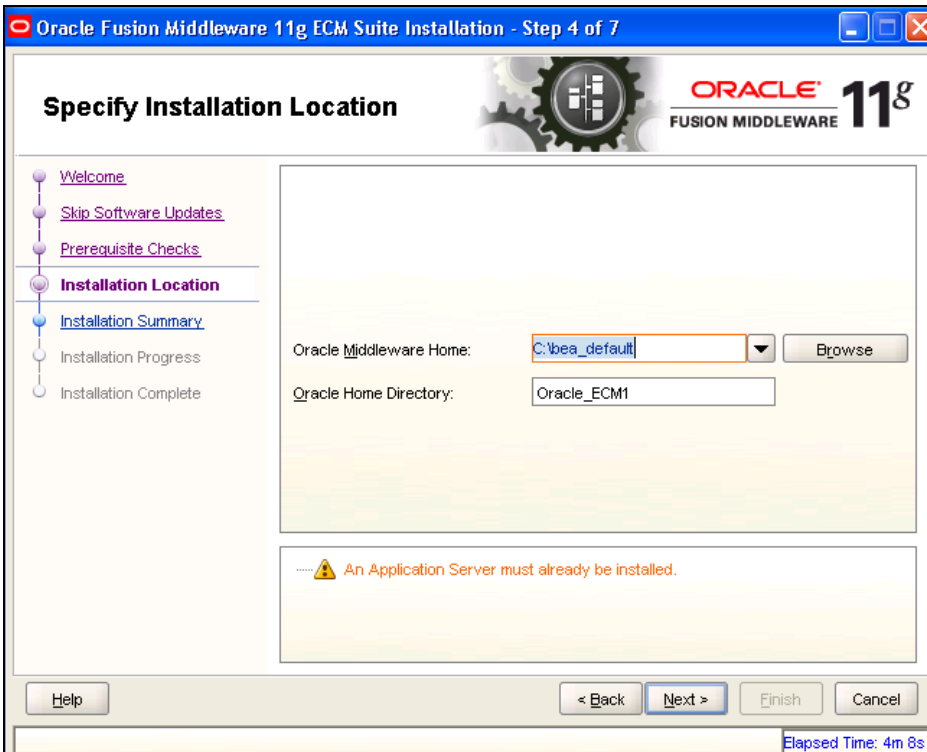 Oracle Fusion Middleware 11g ECM Suite Installation - Step 4 of 7
Specify Installation Location
ORACLE
FUSION MIDDLEWARE
11g
Welcome
Skip Software Updates
Prerequisite Checks
Installation Location
Installation Summary
Installation Progress
Installation Complete
Oracle Middleware Home: C:\bea_default Browse
Oracle Home Directory: Oracle_ECM1
An Application Server must already be installed.
Help < Back Next > Finish Cancel
Elapsed Time: 4m 8s